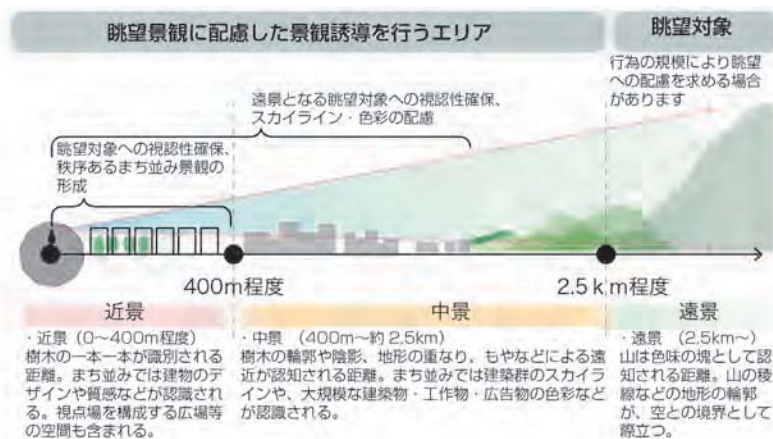 眺望景観に配慮した景観誘導を行うエリア
眺望対象
行為の規模により眺望
への配慮を求める場合
があります
遠景となる眺望対象への視認性確保、
スカイライン・色彩の配慮
眺望対象への視認性確保、
秩序あるまち並み景観の
形成
400m程度
2.5km程度
近景
中景
遠景
・近景（0～400m程度）
樹木の一本一本が識別される
距離。まち並みでは建物のデ
ザインや質感などが認識され
る。視点場を構成する広場等
の空間も含まれる。
・中景 （400m～約2.5km）
樹木の輪郭や陰影、地形の重なり、もやなどによる遠
近が認知される距離。まち並みでは建築群のスカイラ
インや、大規模な建築物・工作物・広告物の色彩など
が認識される。
・遠景 （2.5km～）
山は色味の塊として認
知される距離。山の稜
線などの地形の輪郭
が、空との境界として
際立つ。